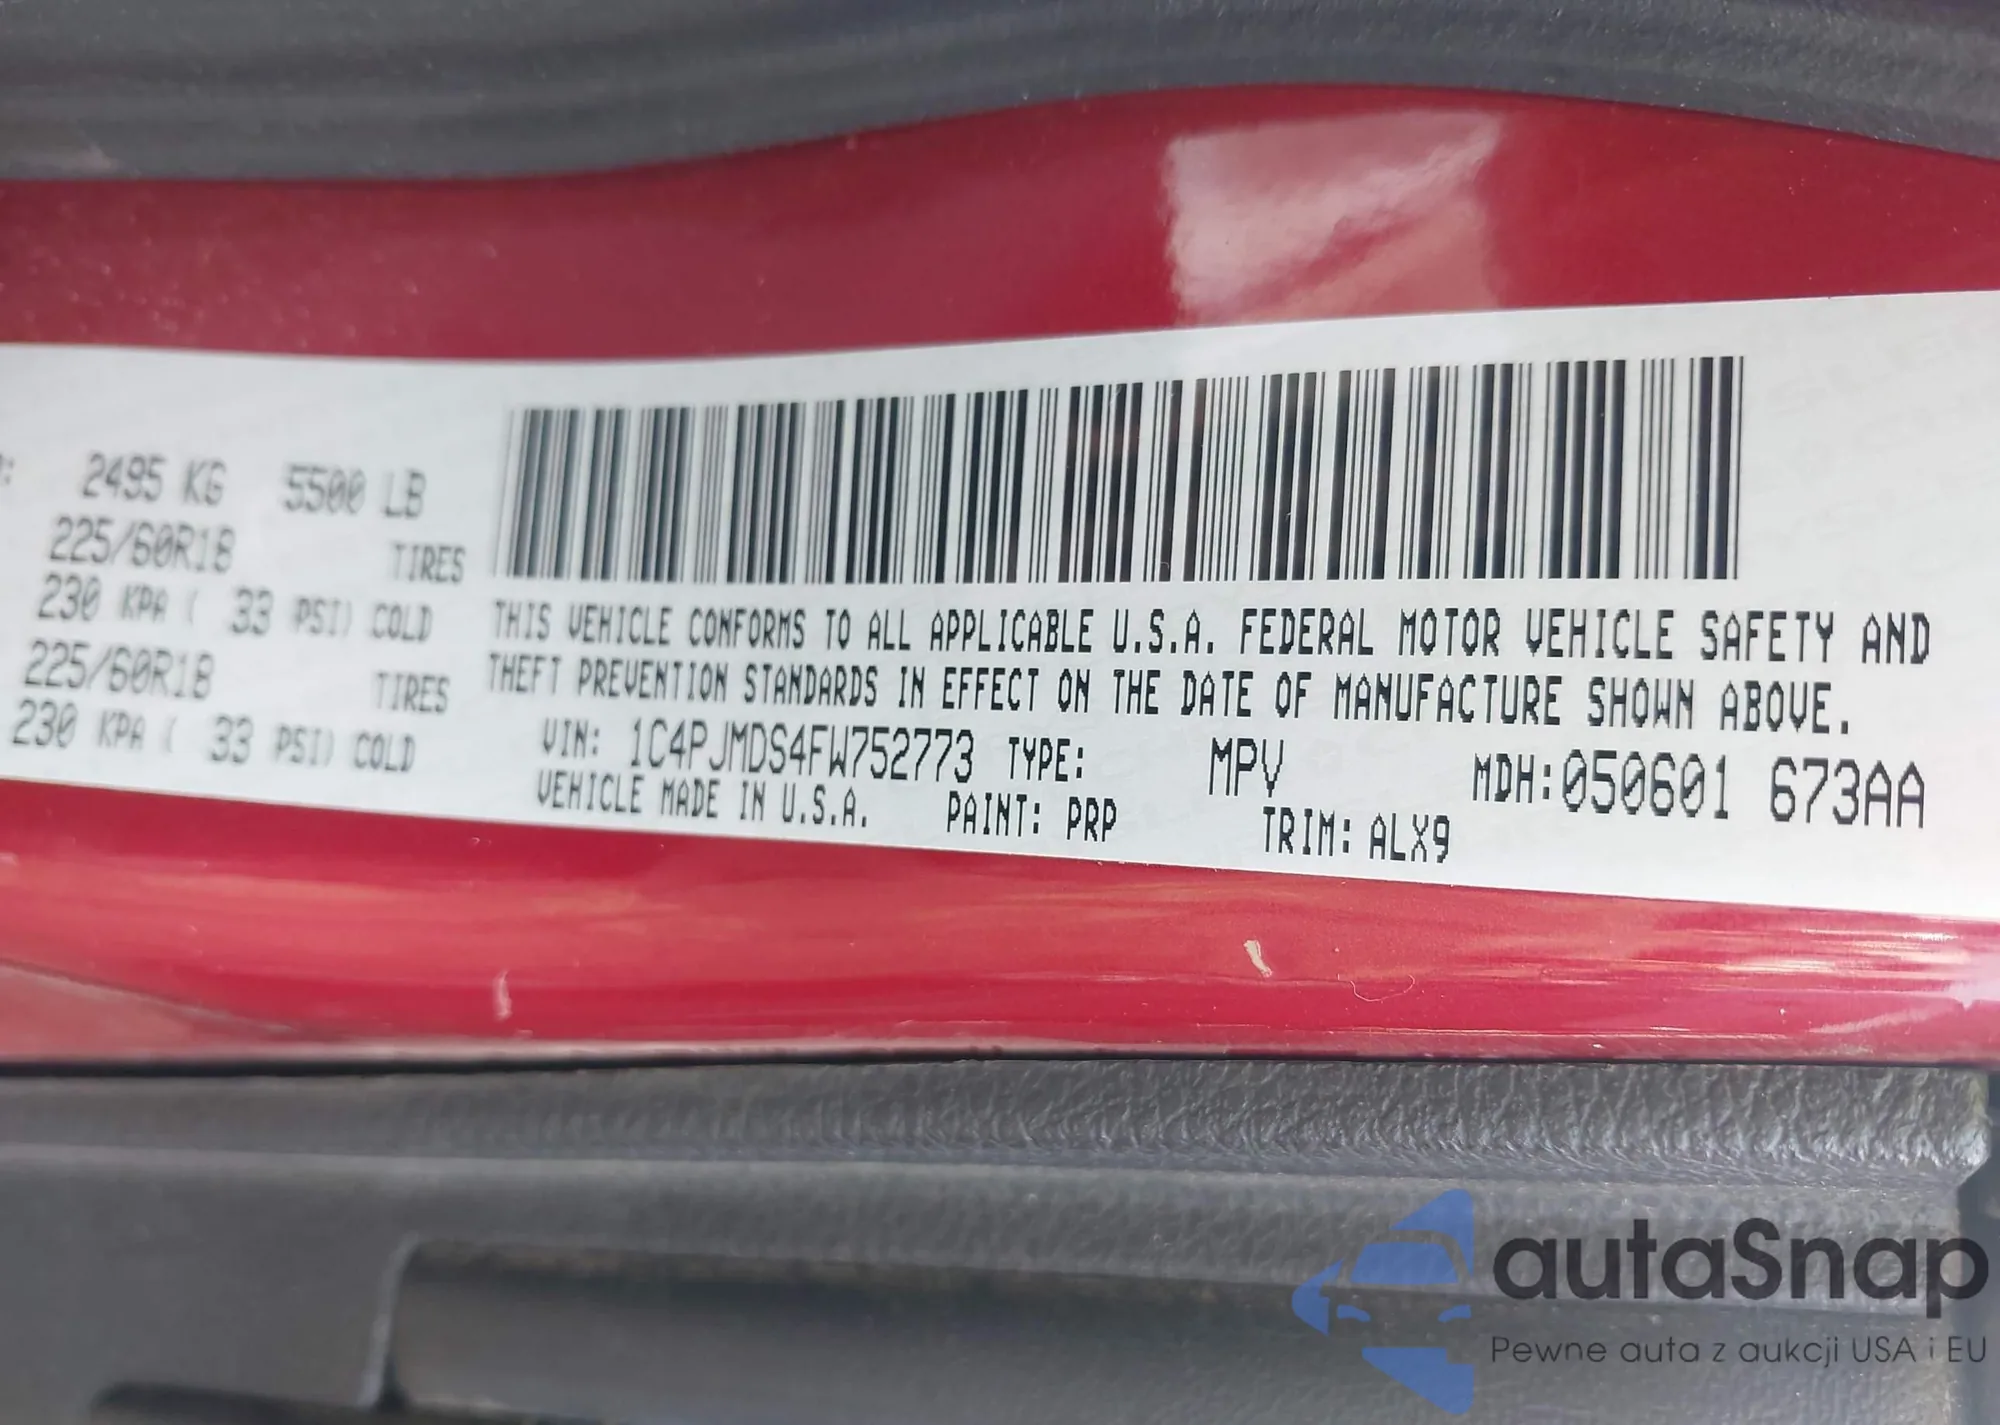 2495 KG 5500 LB
225/60R18 TIRES
230 KPA ( 33 PSI) COLD
225/60R18 TIRES
230 KPA ( 33 PSI) COLD
THIS VEHICLE CONFORMS TO ALL APPLICABLE U.S.A. FEDERAL MOTOR VEHICLE SAFETY AND
THEFT PREVENTION STANDARDS IN EFFECT ON THE DATE OF MANUFACTURE SHOWN ABOVE.
VIN: 1C4PJMDS4FW752773 TYPE: MPV MDH:050601 673AA
VEHICLE MADE IN U.S.A. PAINT: PRP TRIM: ALX9
autaSnap
Pewne auta z aukcji USA i EU